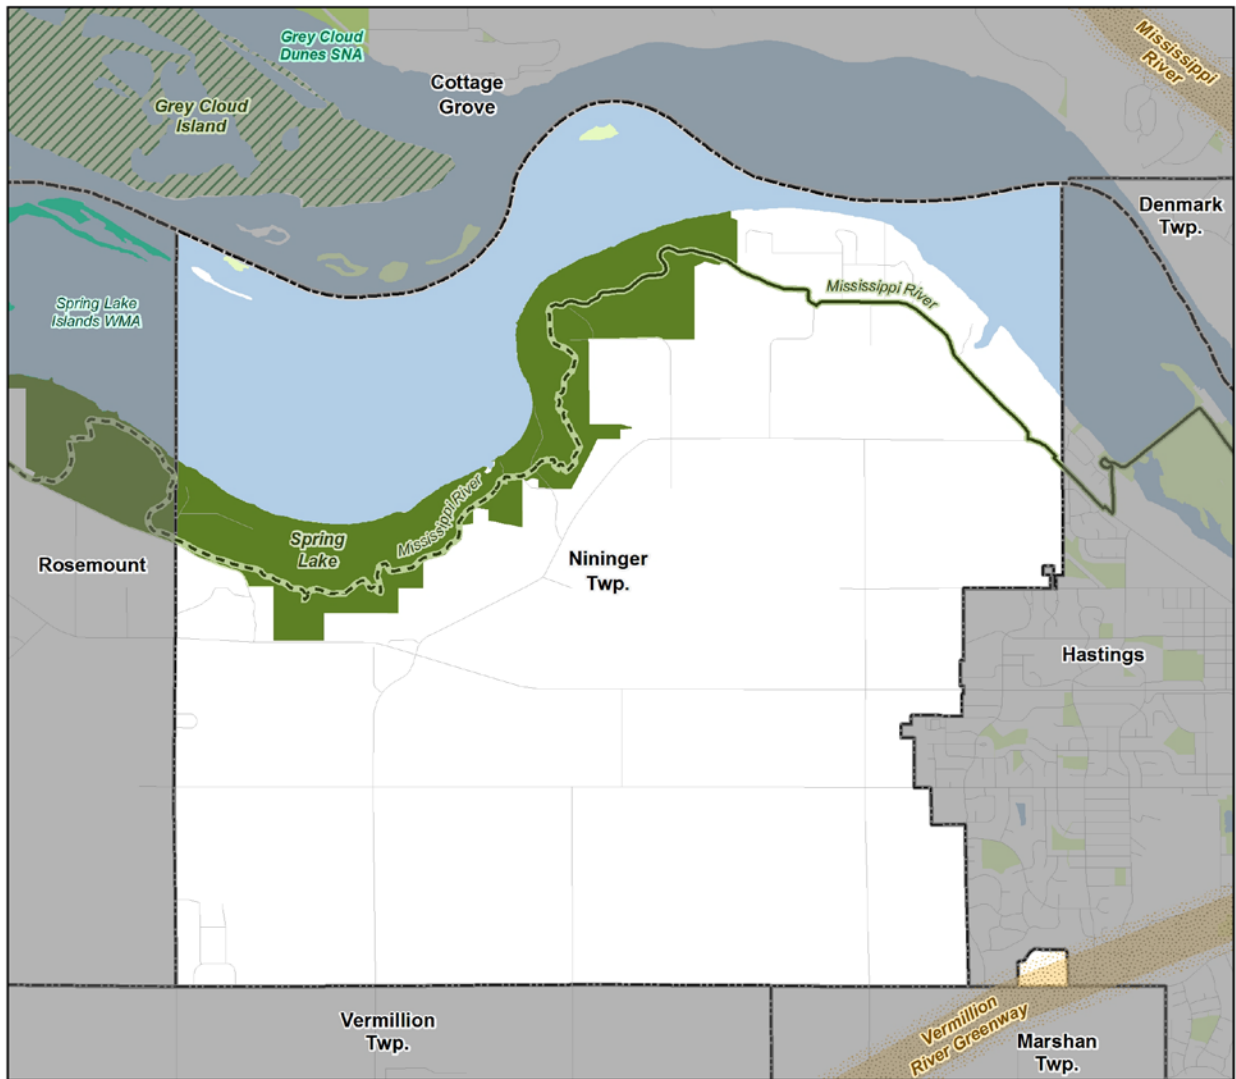 Grey Cloud
Dunes SNA
Mississippi
River
Cottage
Grove
Grey Cloud
Island
Denmark
Twp.
Spring Lake
Islands WMA
Mississippi River
Mississippi River
Spring
Lake
Rosemount
Nininger
Twp.
Hastings
Vermillion
Twp.
Vermillion
River Greenway
Marshan
Twp.